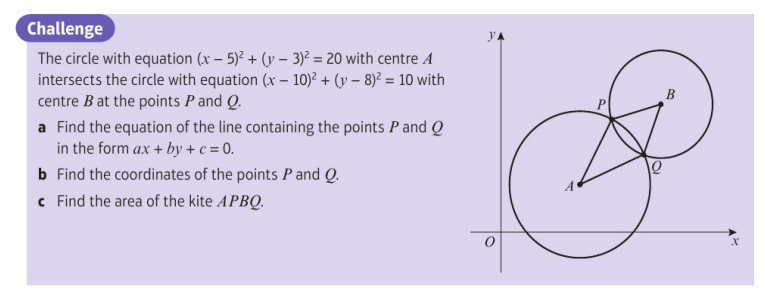 Challenge
The circle with equation (x – 5)² + (y – 3)² = 20 with centre A
intersects the circle with equation (x – 10)² + (y – 8)² = 10 with
centre B at the points P and Q.
a Find the equation of the line containing the points P and Q
in the form ax + by + c = 0.
b Find the coordinates of the points P and Q.
c Find the area of the kite APBQ.
y
P
B
Q
A
O
x